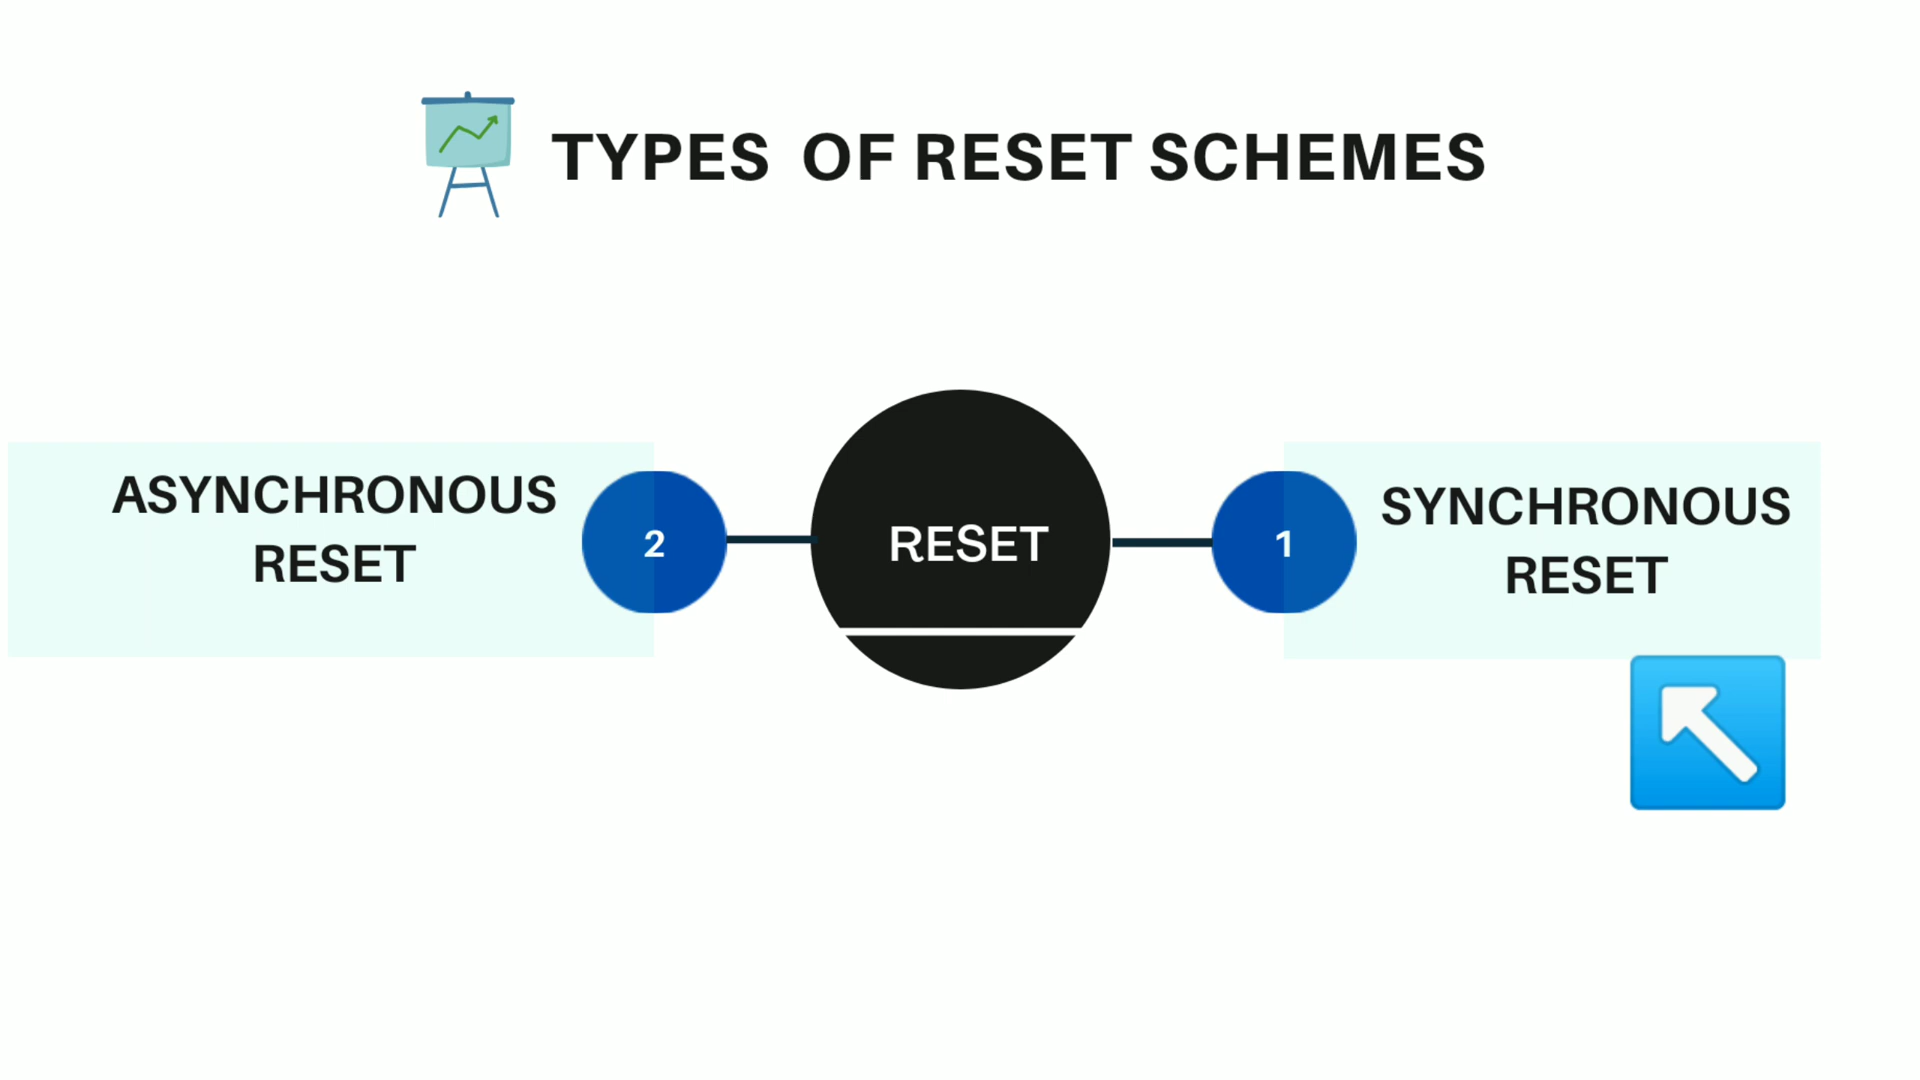 TYPES OF RESET SCHEMES
ASYNCHRONOUS
RESET
2
RESET
1
SYNCHRONOUS
RESET